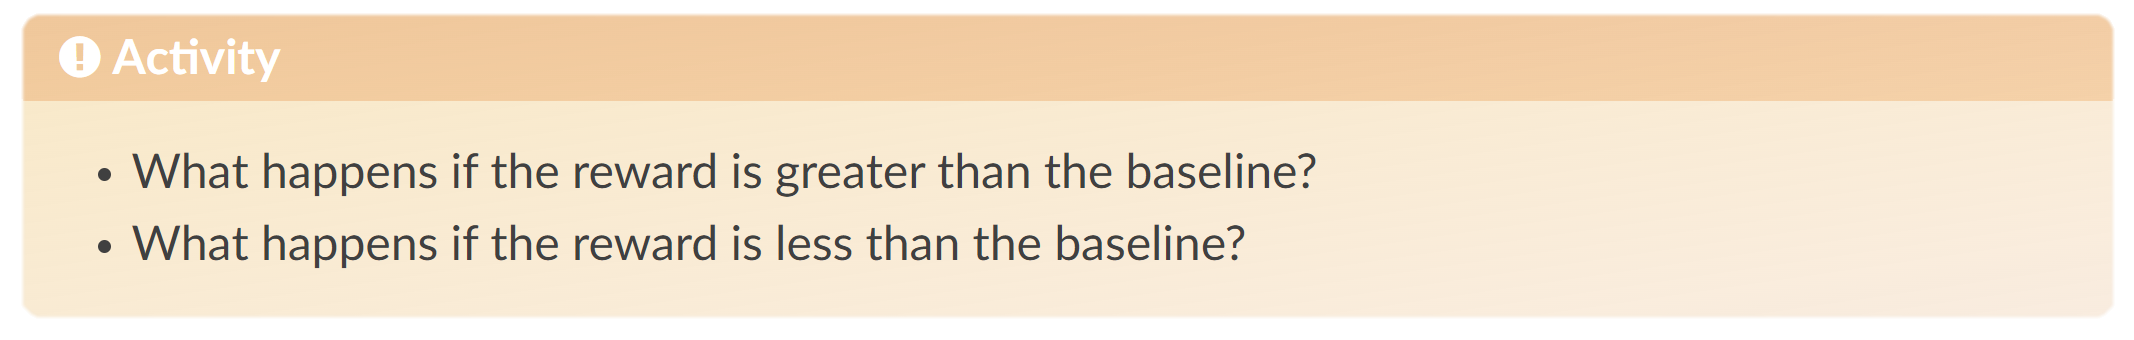 Activity
• What happens if the reward is greater than the baseline?
• What happens if the reward is less than the baseline?